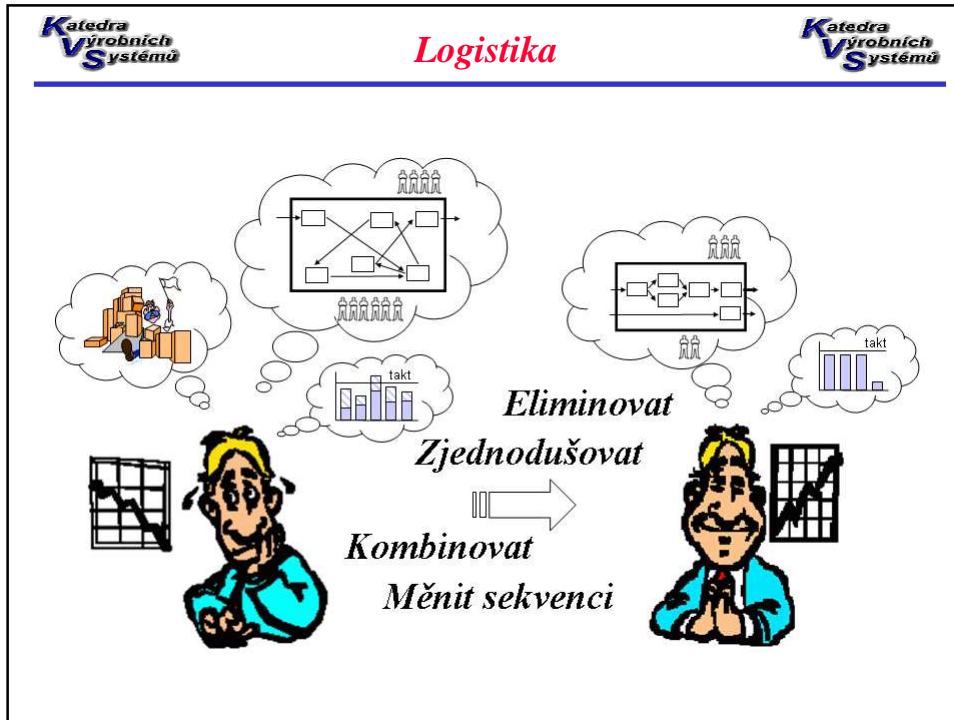 Katedra
Výrobních
Systémů
Logistika
Katedra
Výrobních
Systémů
takt
takt
Eliminovat
Zjednodušovat
Kombinovat
Měnit sekvenci